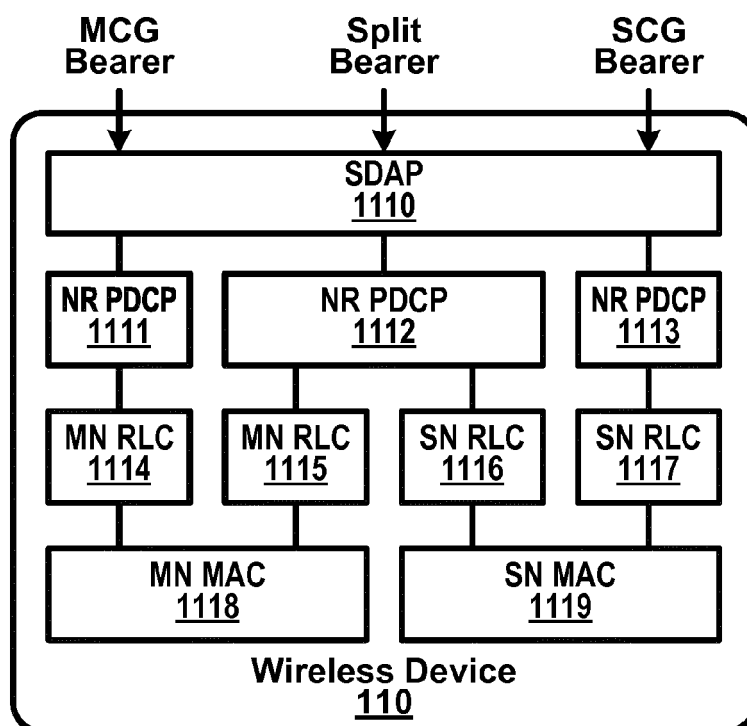 MCG Bearer
Split Bearer
SCG Bearer
SDAP
1110
NR PDCP
1111
NR PDCP
1112
NR PDCP
1113
MN RLC
1114
MN RLC
1115
SN RLC
1116
SN RLC
1117
MN MAC
1118
SN MAC
1119
Wireless Device
110